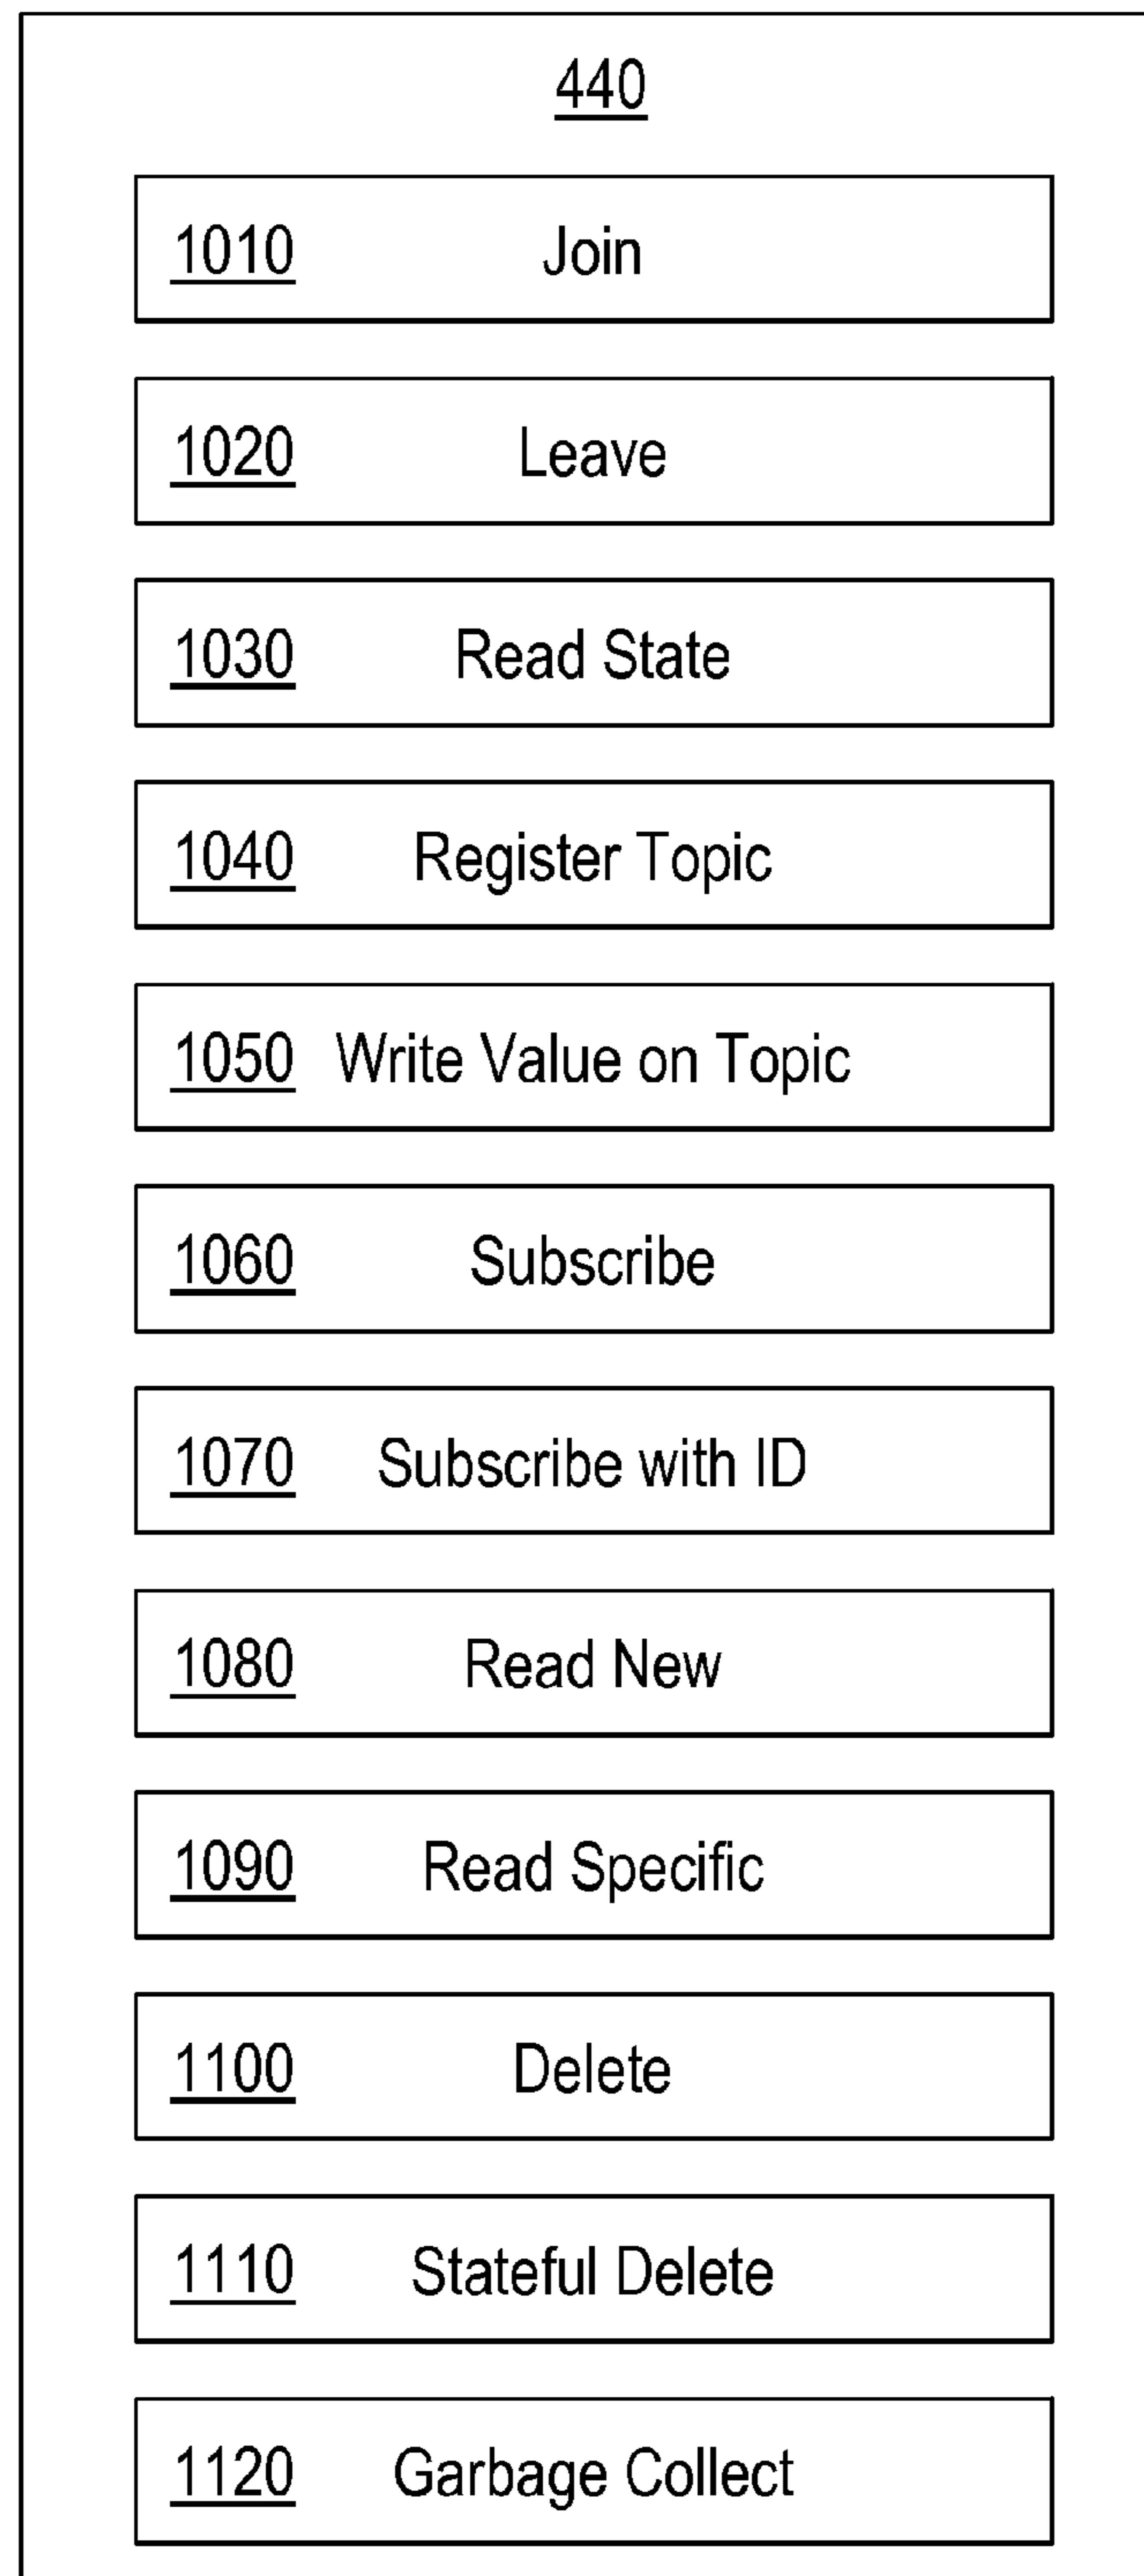 440
1010 Join
1020 Leave
1030 Read State
1040 Register Topic
1050 Write Value on Topic
1060 Subscribe
1070 Subscribe with ID
1080 Read New
1090 Read Specific
1100 Delete
1110 Stateful Delete
1120 Garbage Collect